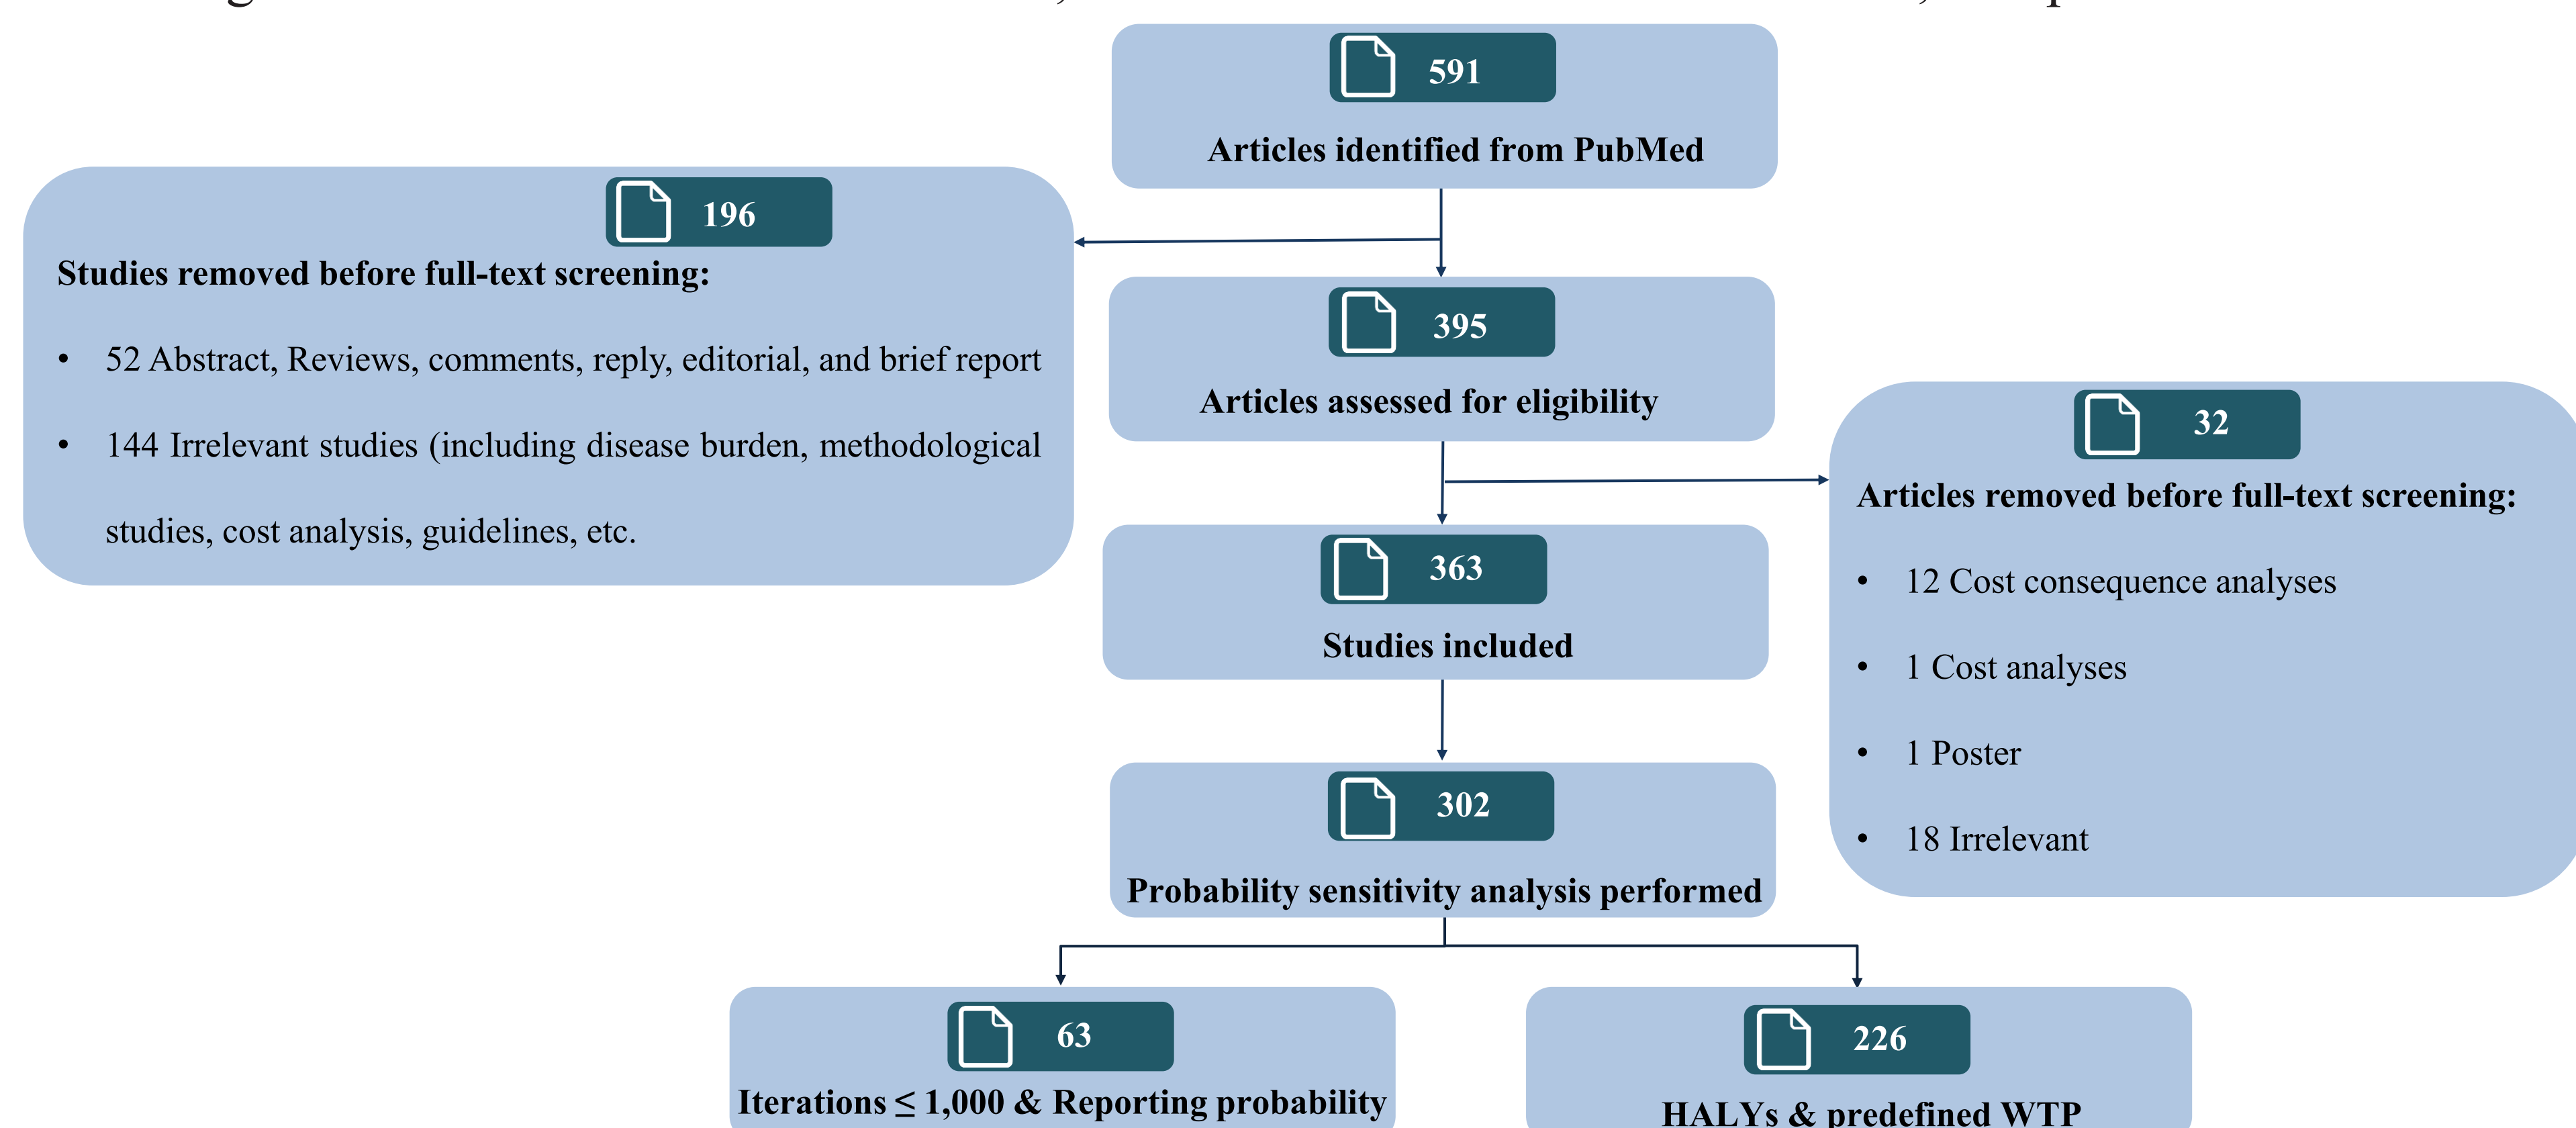 591
Articles identified from PubMed
196
Studies removed before full-text screening:
• 52 Abstract, Reviews, comments, reply, editorial, and brief report
• 144 Irrelevant studies (including disease burden, methodological
studies, cost analysis, guidelines, etc.
395
Articles assessed for eligibility
32
Articles removed before full-text screening:
• 12 Cost consequence analyses
• 1 Cost analyses
• 1 Poster
• 18 Irrelevant
363
Studies included
302
Probability sensitivity analysis performed
63
Iterations ≤ 1,000 & Reporting probability
226
HALYs & predefined WTP